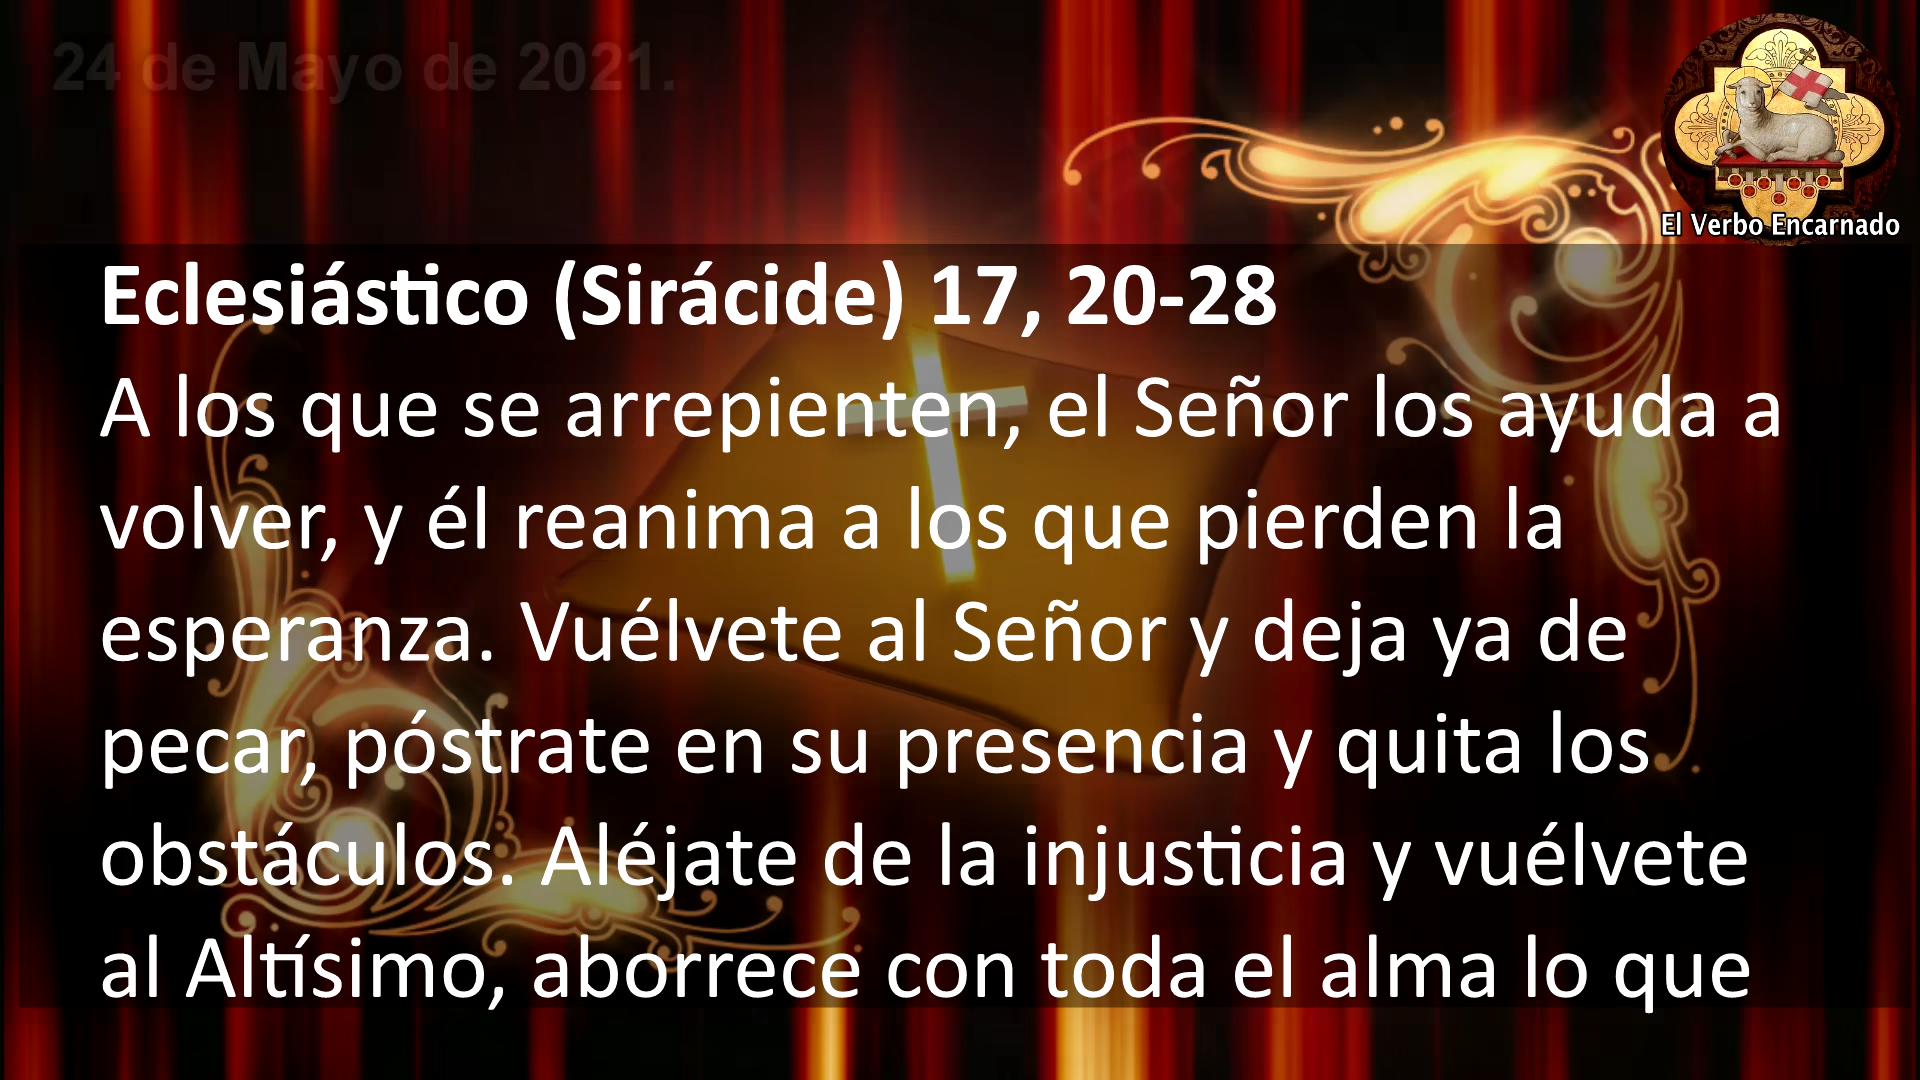 24 de Mayo de 2021.
El Verbo Encarnado
Eclesiástico (Sirácide) 17, 20-28
A los que se arrepienten, el Señor los ayuda a
volver, y él reanima a los que pierden la
esperanza. Vuélvete al Señor y deja ya de
pecar, póstrate en su presencia y quita los
obstáculos. Aléjate de la injusticia y vuélvete
al Altísimo, aborrece con toda el alma lo que